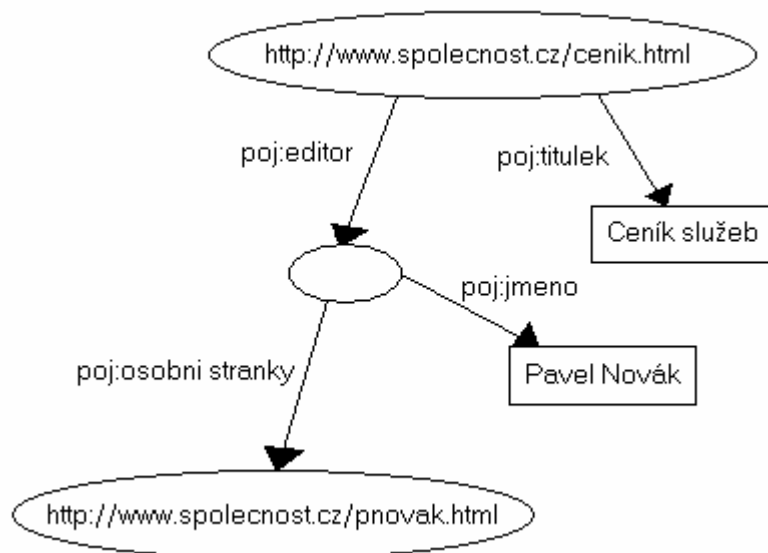 http://www.spolecnost.cz/cenik.html
poj:editor
poj:titulek
Ceník služeb
poj:jmeno
poj:osobni stranky
Pavel Novák
http://www.spolecnost.cz/pnovak.html